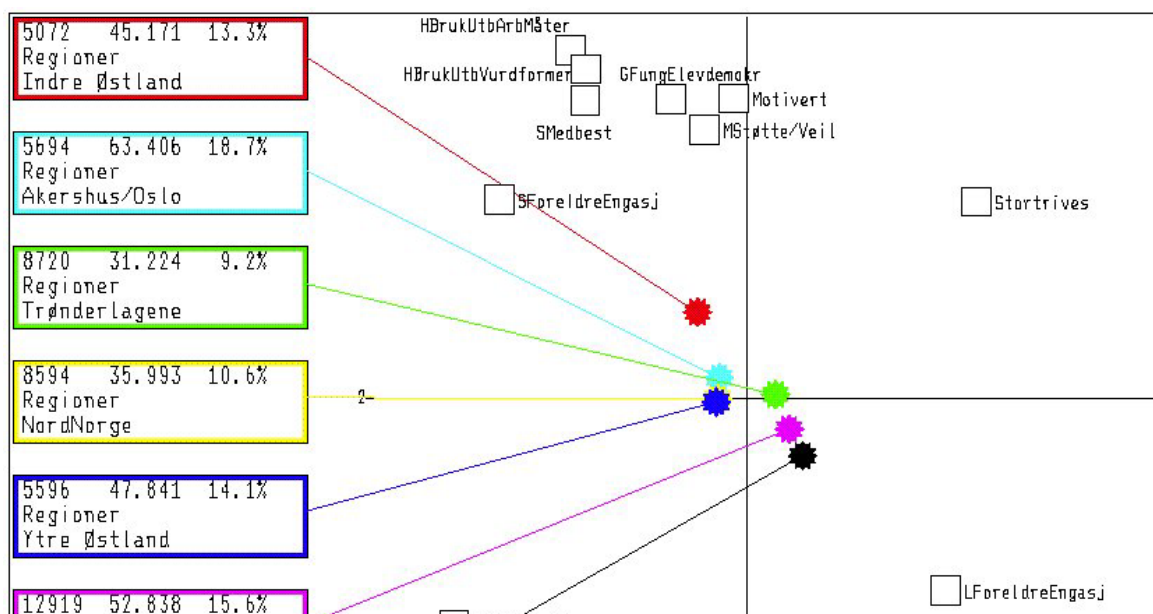 5072 45.171 13.3%
Regioner
Indre Østland
5694 63.406 18.7%
Regioner
Akershus/Oslo
8720 31.224 9.2%
Regioner
Trønderlagene
8594 35.993 10.6%
Regioner
NordNorge
5596 47.841 14.1%
Regioner
Ytre Østland
12919 52.838 15.6%
HBrukUtbArbMåter
HBrukUtbVurdformer
GFungElevdemokr
Motivert
SMedbest
MStøtte/Veil
SForeldreEngasj
Stortrives
2
LForeldreEngasj